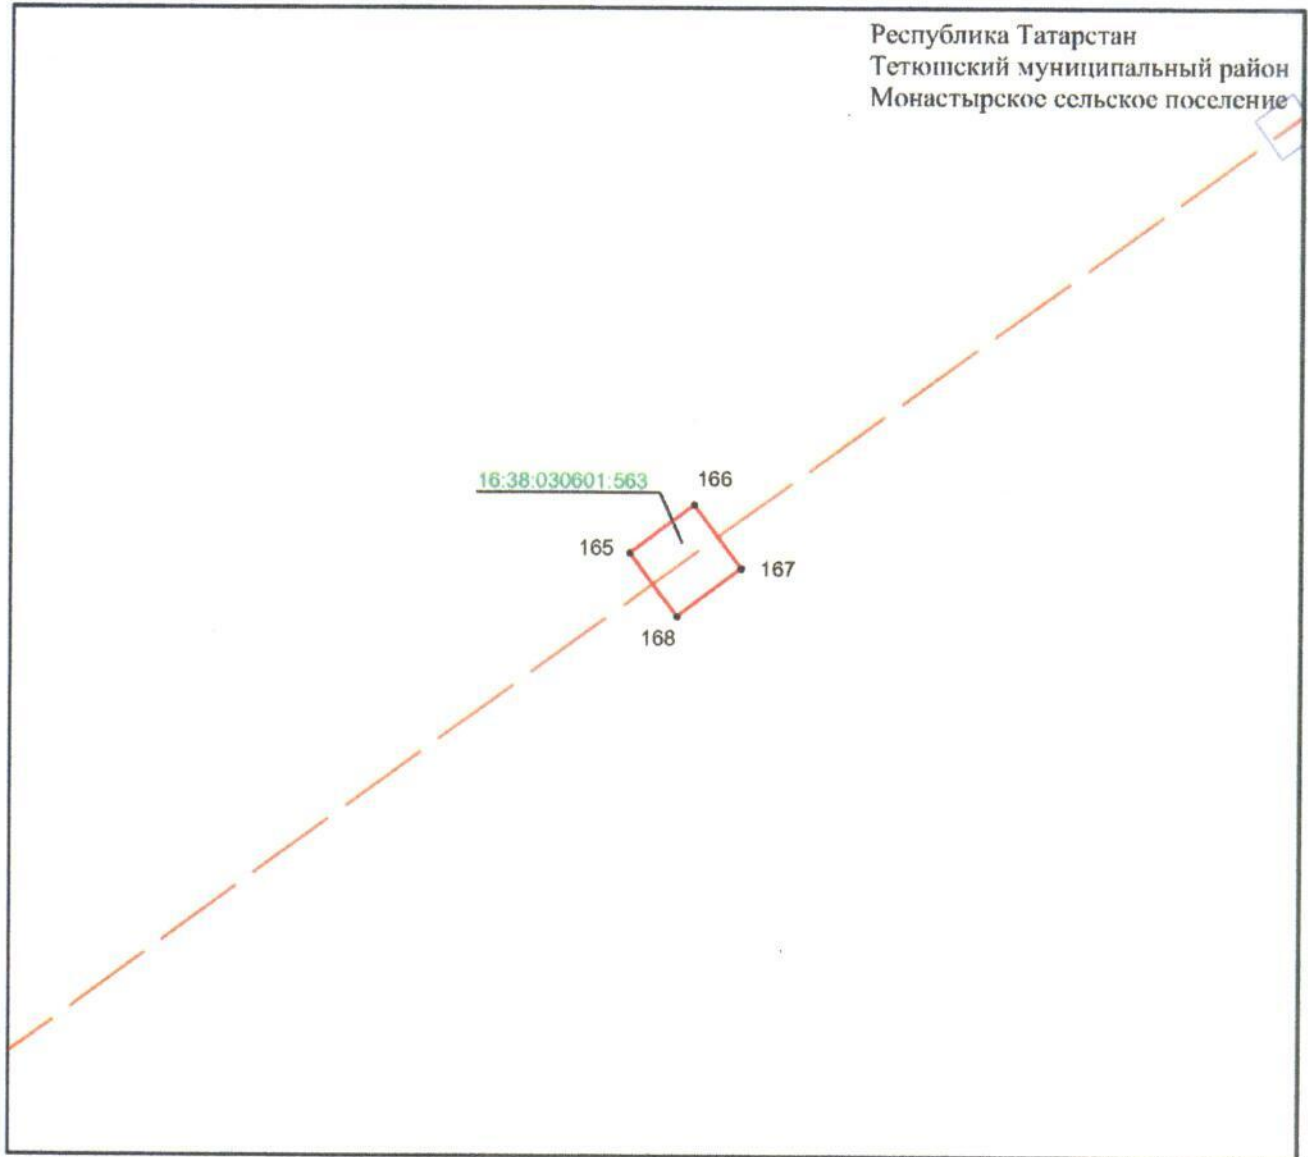 Республика Татарстан
Тетюшский муниципальный район
Монастырское сельское поселение
16:38:030601:563
166
165
167
168